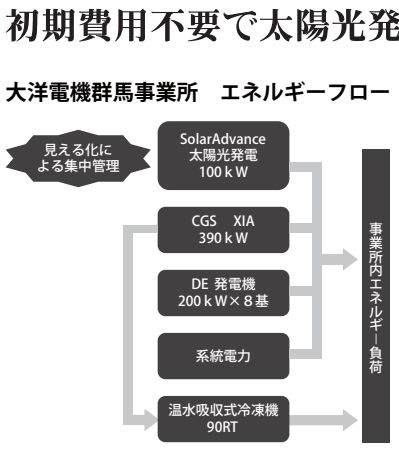 初期費用不要で太陽光発
大洋電機群馬事業所　エネルギーフロー
見える化に
よる集中管理
SolarAdvance
太陽光発電
100ｋW
CGS　XIA
390ｋW
DE 発電機
200ｋW×８基
系統電力
温水吸収式冷凍機
90RT
事業所内エネルギー負荷